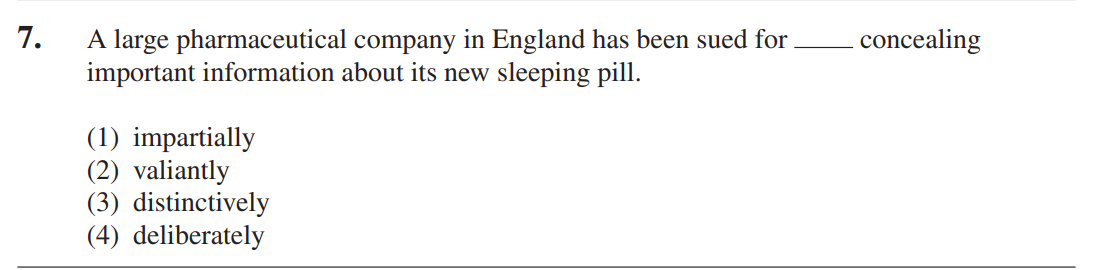 7. A large pharmaceutical company in England has been sued for ____ concealing
important information about its new sleeping pill.
(1) impartially
(2) valiantly
(3) distinctively
(4) deliberately